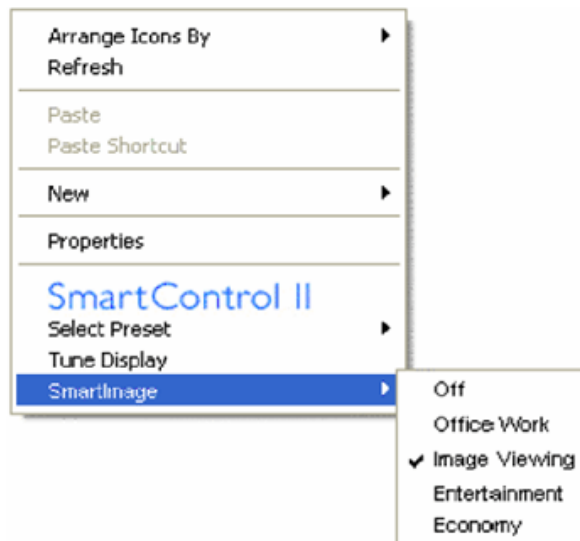 Arrange Icons By
Refresh
Paste
Paste Shortcut
New
Properties
SmartControl II
Select Preset
Tune Display
SmartImage
Off
Office Work
Image Viewing
Entertainment
Economy